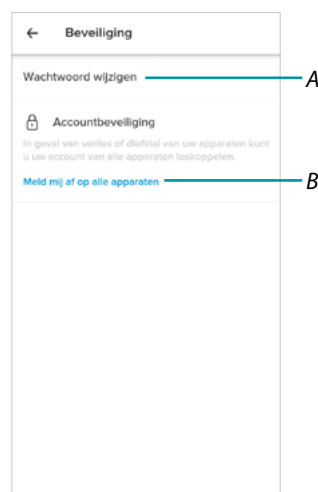 ← Beveiliging
Wachtwoord wijzigen
A
Accountbeveiliging
In geval van verlies of diefstal van uw apparaten kunt
u uw account van alle apparaten loskoppelen.
Meld mij af op alle apparaten
B